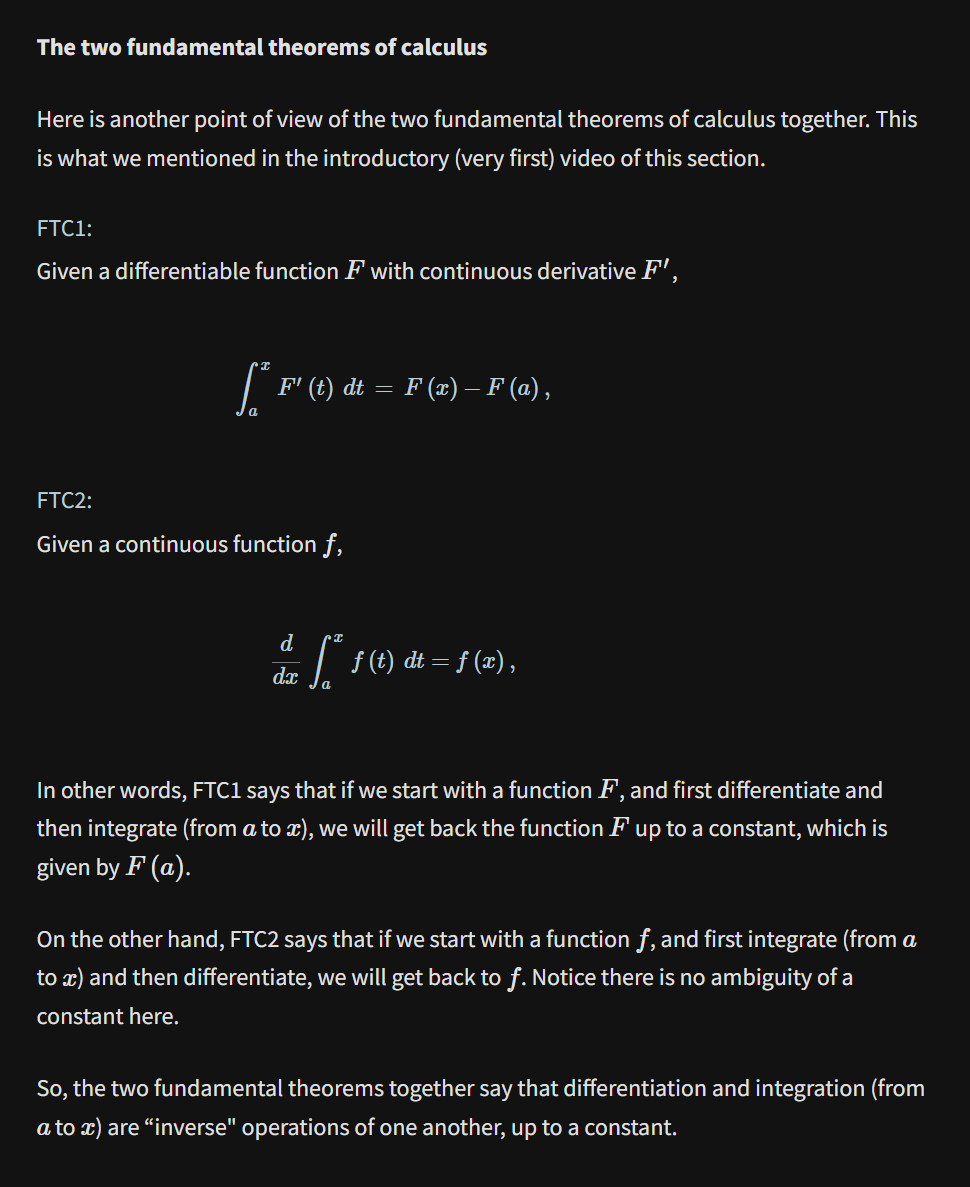 The two fundamental theorems of calculus
Here is another point of view of the two fundamental theorems of calculus together. This
is what we mentioned in the introductory (very first) video of this section.
FTC1:
Given a differentiable function F with continuous derivative F′,
∫ₐˣ F′ (t) dt = F (x) − F (a) ,
FTC2:
Given a continuous function f,
d/dx ∫ₐˣ f (t) dt = f (x) ,
In other words, FTC1 says that if we start with a function F, and first differentiate and
then integrate (from a to x), we will get back the function F up to a constant, which is
given by F (a).
On the other hand, FTC2 says that if we start with a function f, and first integrate (from a
to x) and then differentiate, we will get back to f. Notice there is no ambiguity of a
constant here.
So, the two fundamental theorems together say that differentiation and integration (from
a to x) are “inverse" operations of one another, up to a constant.